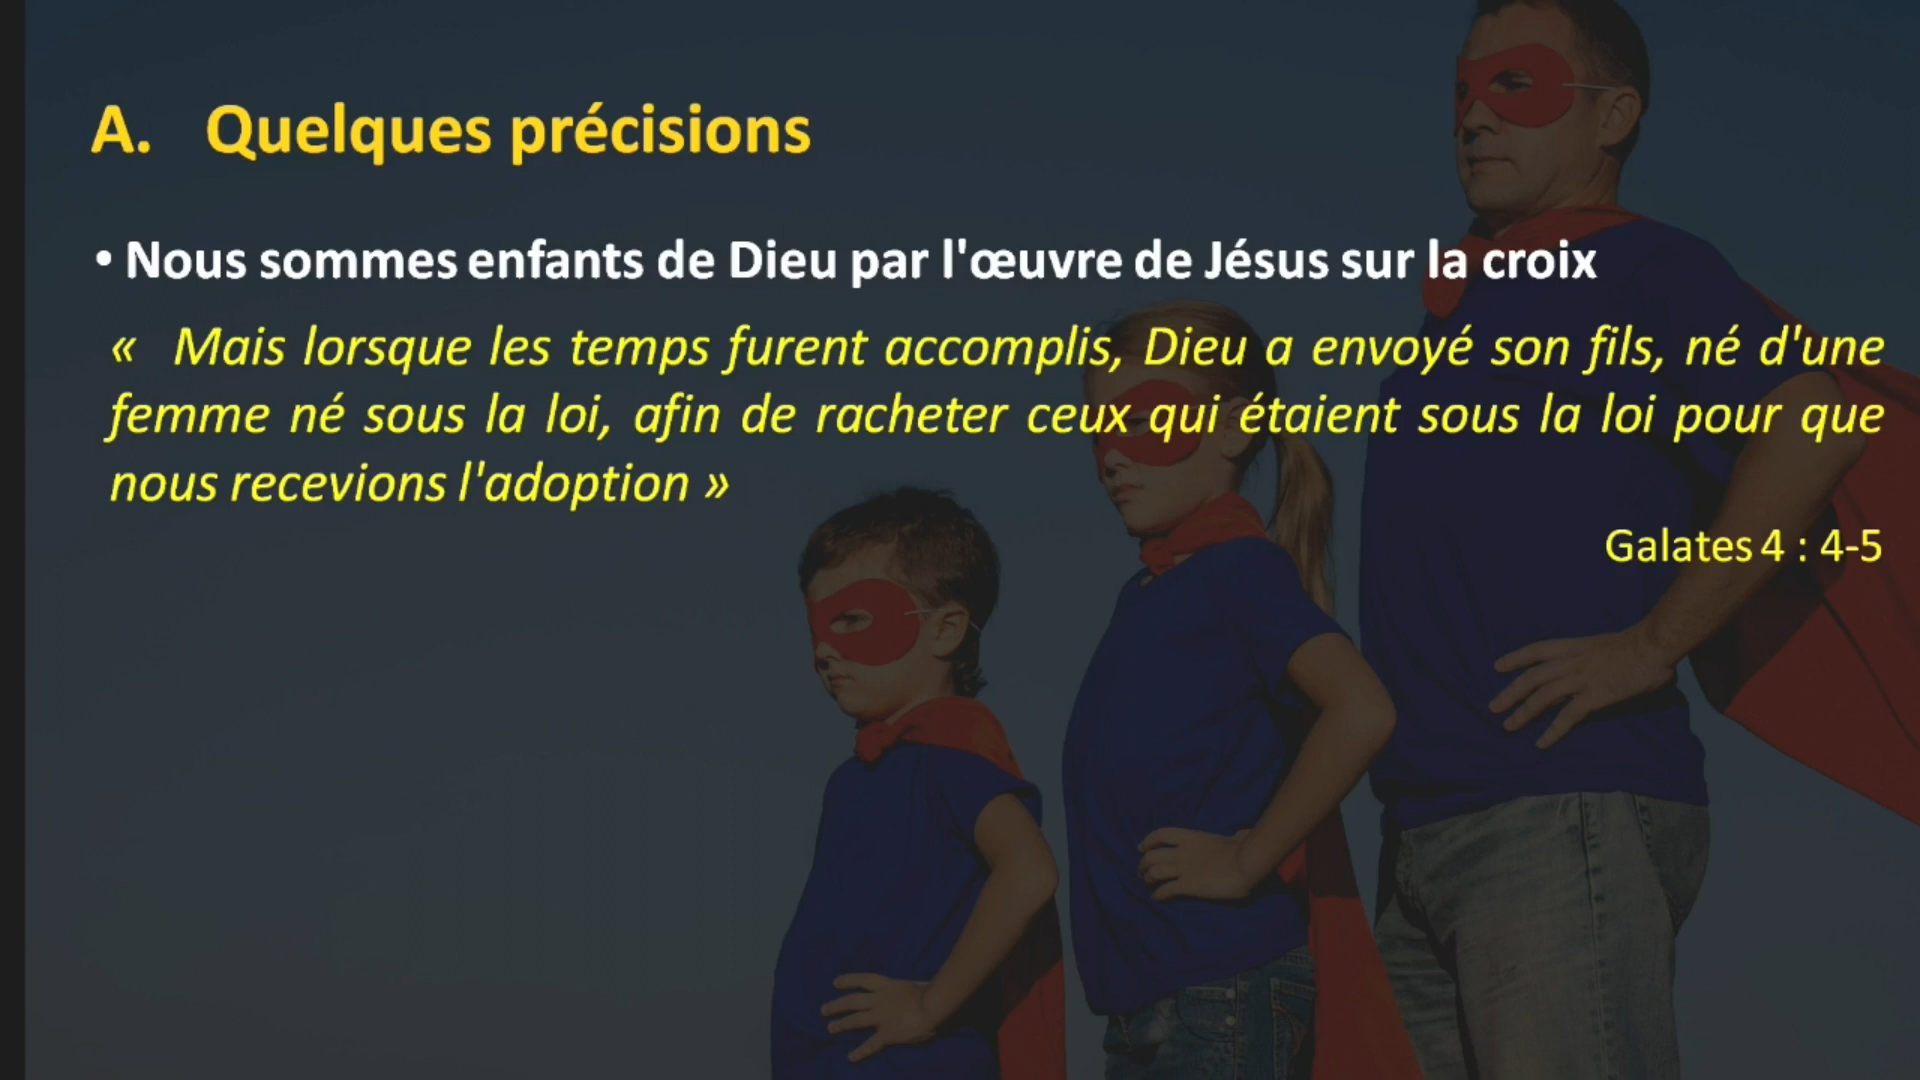 A. Quelques précisions
• Nous sommes enfants de Dieu par l'œuvre de Jésus sur la croix
« Mais lorsque les temps furent accomplis, Dieu a envoyé son fils, né d'une
femme né sous la loi, afin de racheter ceux qui étaient sous la loi pour que
nous recevions l'adoption »
Galates 4 : 4-5